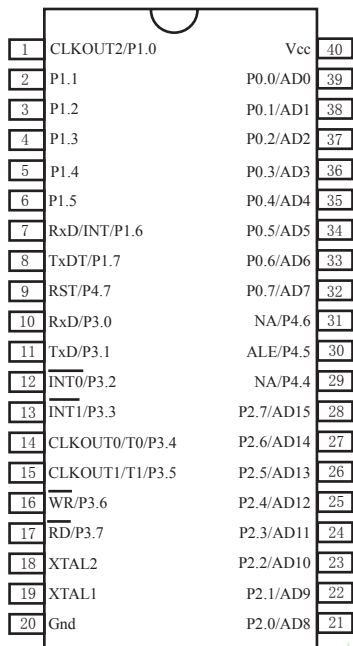 1 CLKOUT2/P1.0 Vcc 40
2 P1.1 P0.0/AD0 39
3 P1.2 P0.1/AD1 38
4 P1.3 P0.2/AD2 37
5 P1.4 P0.3/AD3 36
6 P1.5 P0.4/AD4 35
7 RxD/INT/P1.6 P0.5/AD5 34
8 TxDT/P1.7 P0.6/AD6 33
9 RST/P4.7 P0.7/AD7 32
10 RxD/P3.0 NA/P4.6 31
11 TxD/P3.1 ALE/P4.5 30
12 INT0/P3.2 NA/P4.4 29
13 INT1/P3.3 P2.7/AD15 28
14 CLKOUT0/T0/P3.4 P2.6/AD14 27
15 CLKOUT1/T1/P3.5 P2.5/AD13 26
16 WR/P3.6 P2.4/AD12 25
17 RD/P3.7 P2.3/AD11 24
18 XTAL2 P2.2/AD10 23
19 XTAL1 P2.1/AD9 22
20 Gnd P2.0/AD8 21